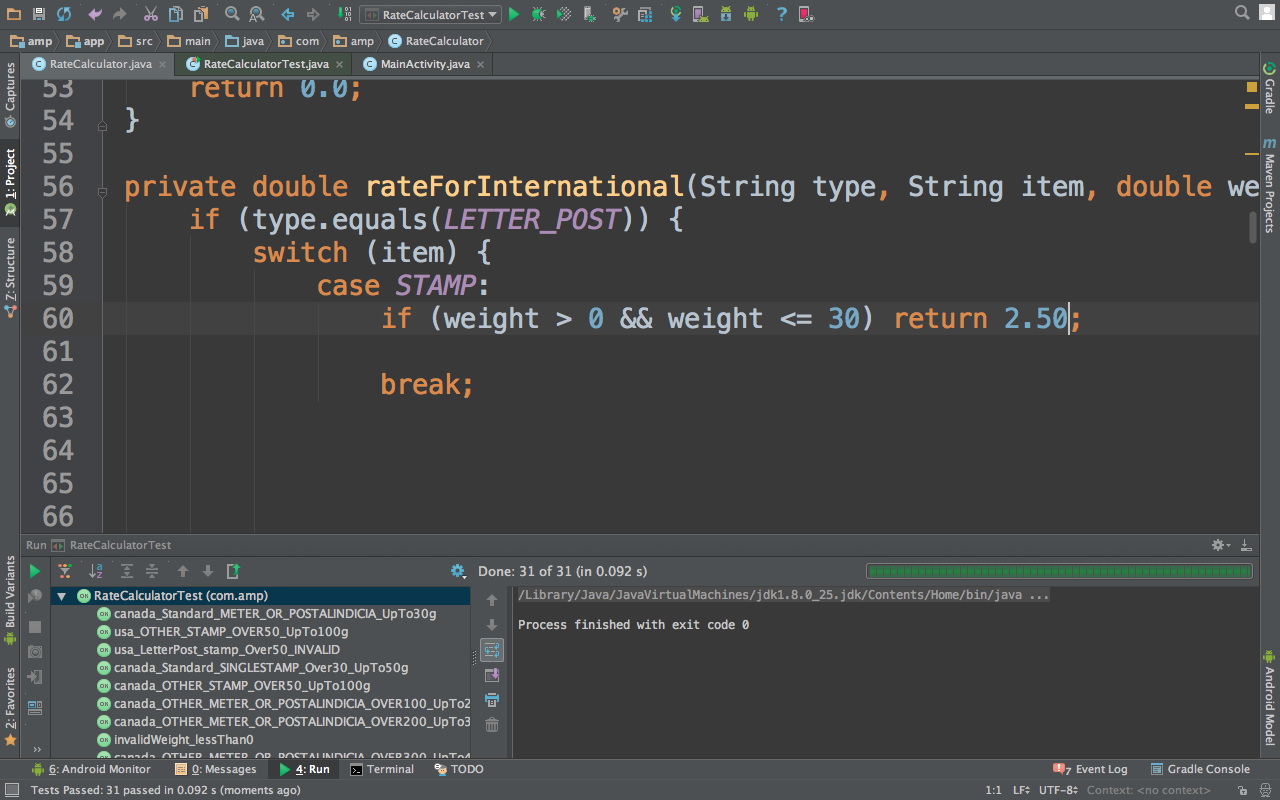 RateCalculatorTest
amp app src main java com amp RateCalculator
RateCalculator.java RateCalculatorTest.java MainActivity.java
Captures
1: Project
7: Structure
Build Variants
2: Favorites
53 return 0.0;
54 }
55
56 private double rateForInternational(String type, String item, double we
57 if (type.equals(LETTER_POST)) {
58 switch (item) {
59 case STAMP:
60 if (weight > 0 && weight <= 30) return 2.50;
61
62 break;
63
64
65
66
Gradle
m Maven Projects
Android Model
Run RateCalculatorTest
Done: 31 of 31 (in 0.092 s)
RateCalculatorTest (com.amp)
canada_Standard_METER_OR_POSTALINDICIA_UpTo30g
usa_OTHER_STAMP_OVER50_UpTo100g
usa_LetterPost_stamp_Over50_INVALID
canada_Standard_SINGLESTAMP_Over30_UpTo50g
canada_OTHER_STAMP_OVER50_UpTo100g
canada_OTHER_METER_OR_POSTALINDICIA_OVER100_UpTo2
canada_OTHER_METER_OR_POSTALINDICIA_OVER200_UpTo3
invalidWeight_lessThan0
canada_OTHER_METER_OR_POSTALINDICIA_OVER300_UpTo4
/Library/Java/JavaVirtualMachines/jdk1.8.0_25.jdk/Contents/Home/bin/java ...
Process finished with exit code 0
6: Android Monitor 0: Messages 4: Run Terminal TODO 7 Event Log Gradle Console
Tests Passed: 31 passed in 0.092 s (moments ago) 1:1 LF UTF-8 Context: <no context>